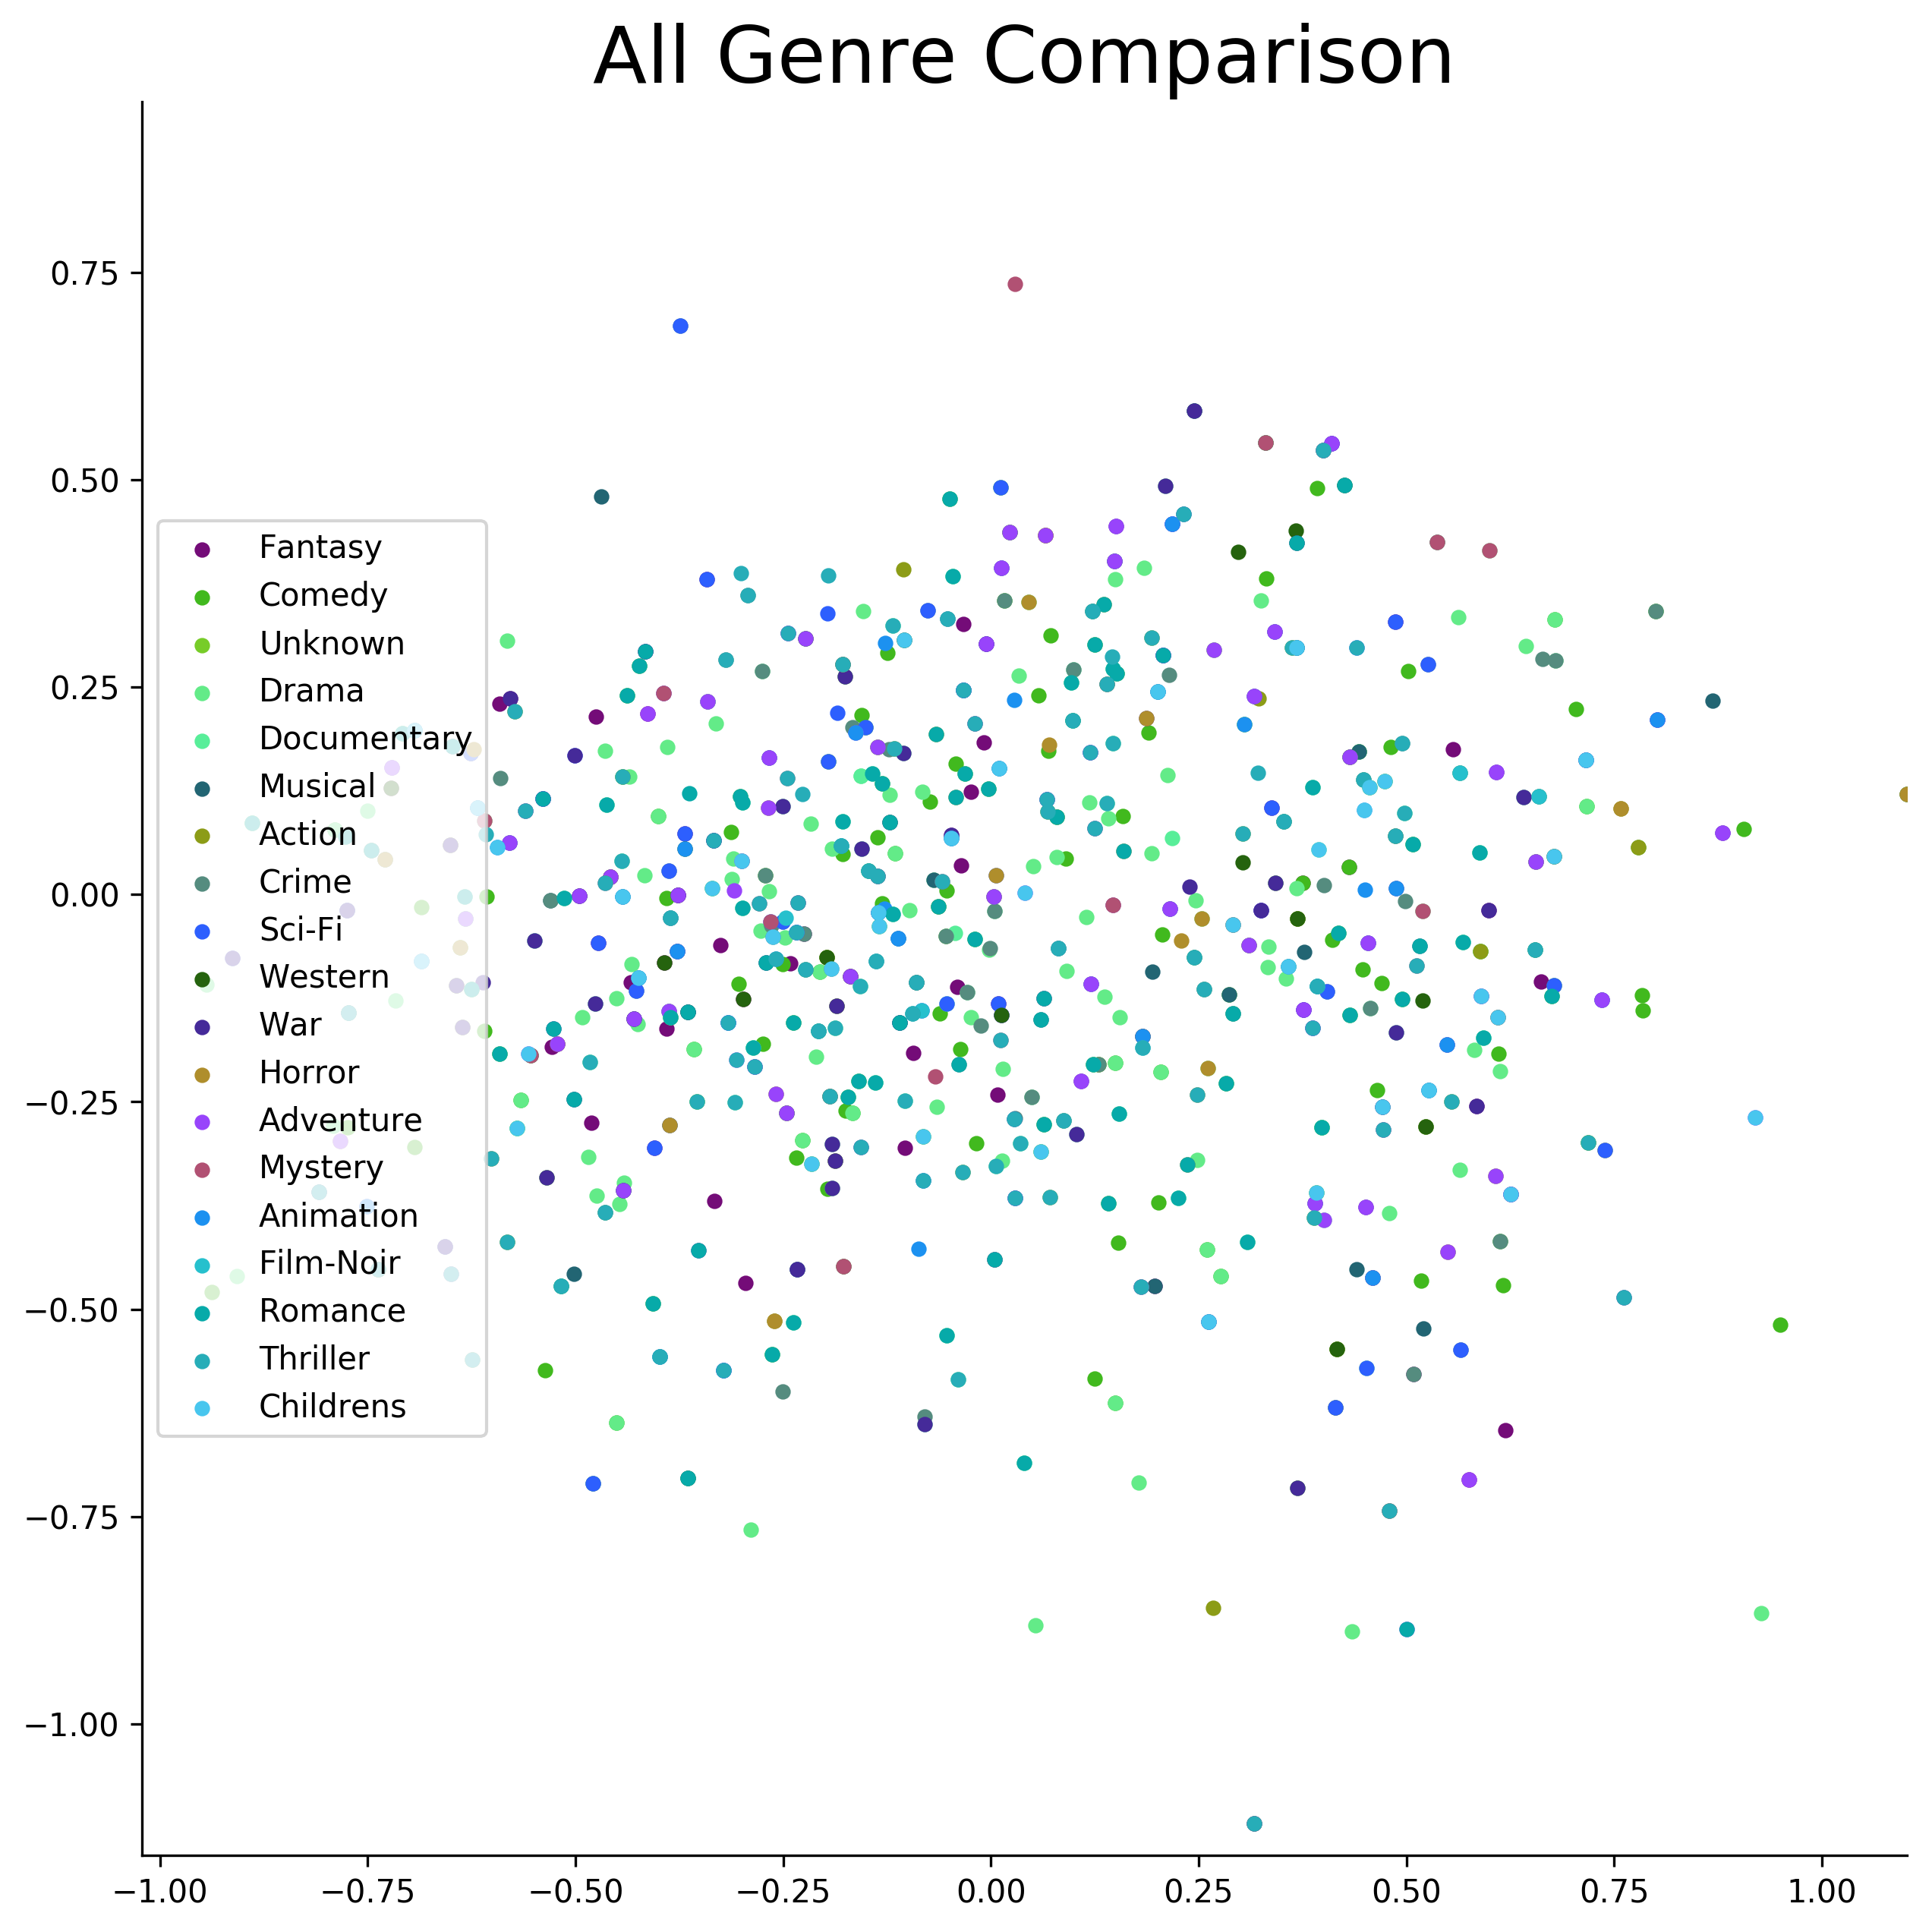 All Genre Comparison
0.75
0.50
0.25
0.00
−0.25
−0.50
−0.75
−1.00
Fantasy
Comedy
Unknown
Drama
Documentary
Musical
Action
Crime
Sci-Fi
Western
War
Horror
Adventure
Mystery
Animation
Film-Noir
Romance
Thriller
Childrens
−1.00 −0.75 −0.50 −0.25 0.00 0.25 0.50 0.75 1.00